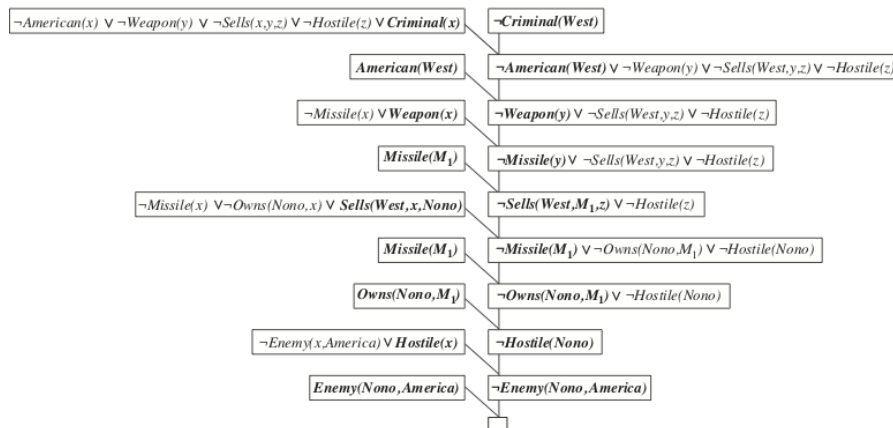 ¬American(x) ∨ ¬Weapon(y) ∨ ¬Sells(x,y,z) ∨ ¬Hostile(z) ∨ Criminal(x)
¬Criminal(West)
American(West)
¬American(West) ∨ ¬Weapon(y) ∨ ¬Sells(West,y,z) ∨ ¬Hostile(z)
¬Missile(x) ∨ Weapon(x)
¬Weapon(y) ∨ ¬Sells(West,y,z) ∨ ¬Hostile(z)
Missile(M₁)
¬Missile(y) ∨ ¬Sells(West,y,z) ∨ ¬Hostile(z)
¬Missile(x) ∨ ¬Owns(Nono,x) ∨ Sells(West,x,Nono)
¬Sells(West,M₁,z) ∨ ¬Hostile(z)
Missile(M₁)
¬Missile(M₁) ∨ ¬Owns(Nono,M₁) ∨ ¬Hostile(Nono)
Owns(Nono,M₁)
¬Owns(Nono,M₁) ∨ ¬Hostile(Nono)
¬Enemy(x,America) ∨ Hostile(x)
¬Hostile(Nono)
Enemy(Nono,America)
¬Enemy(Nono,America)